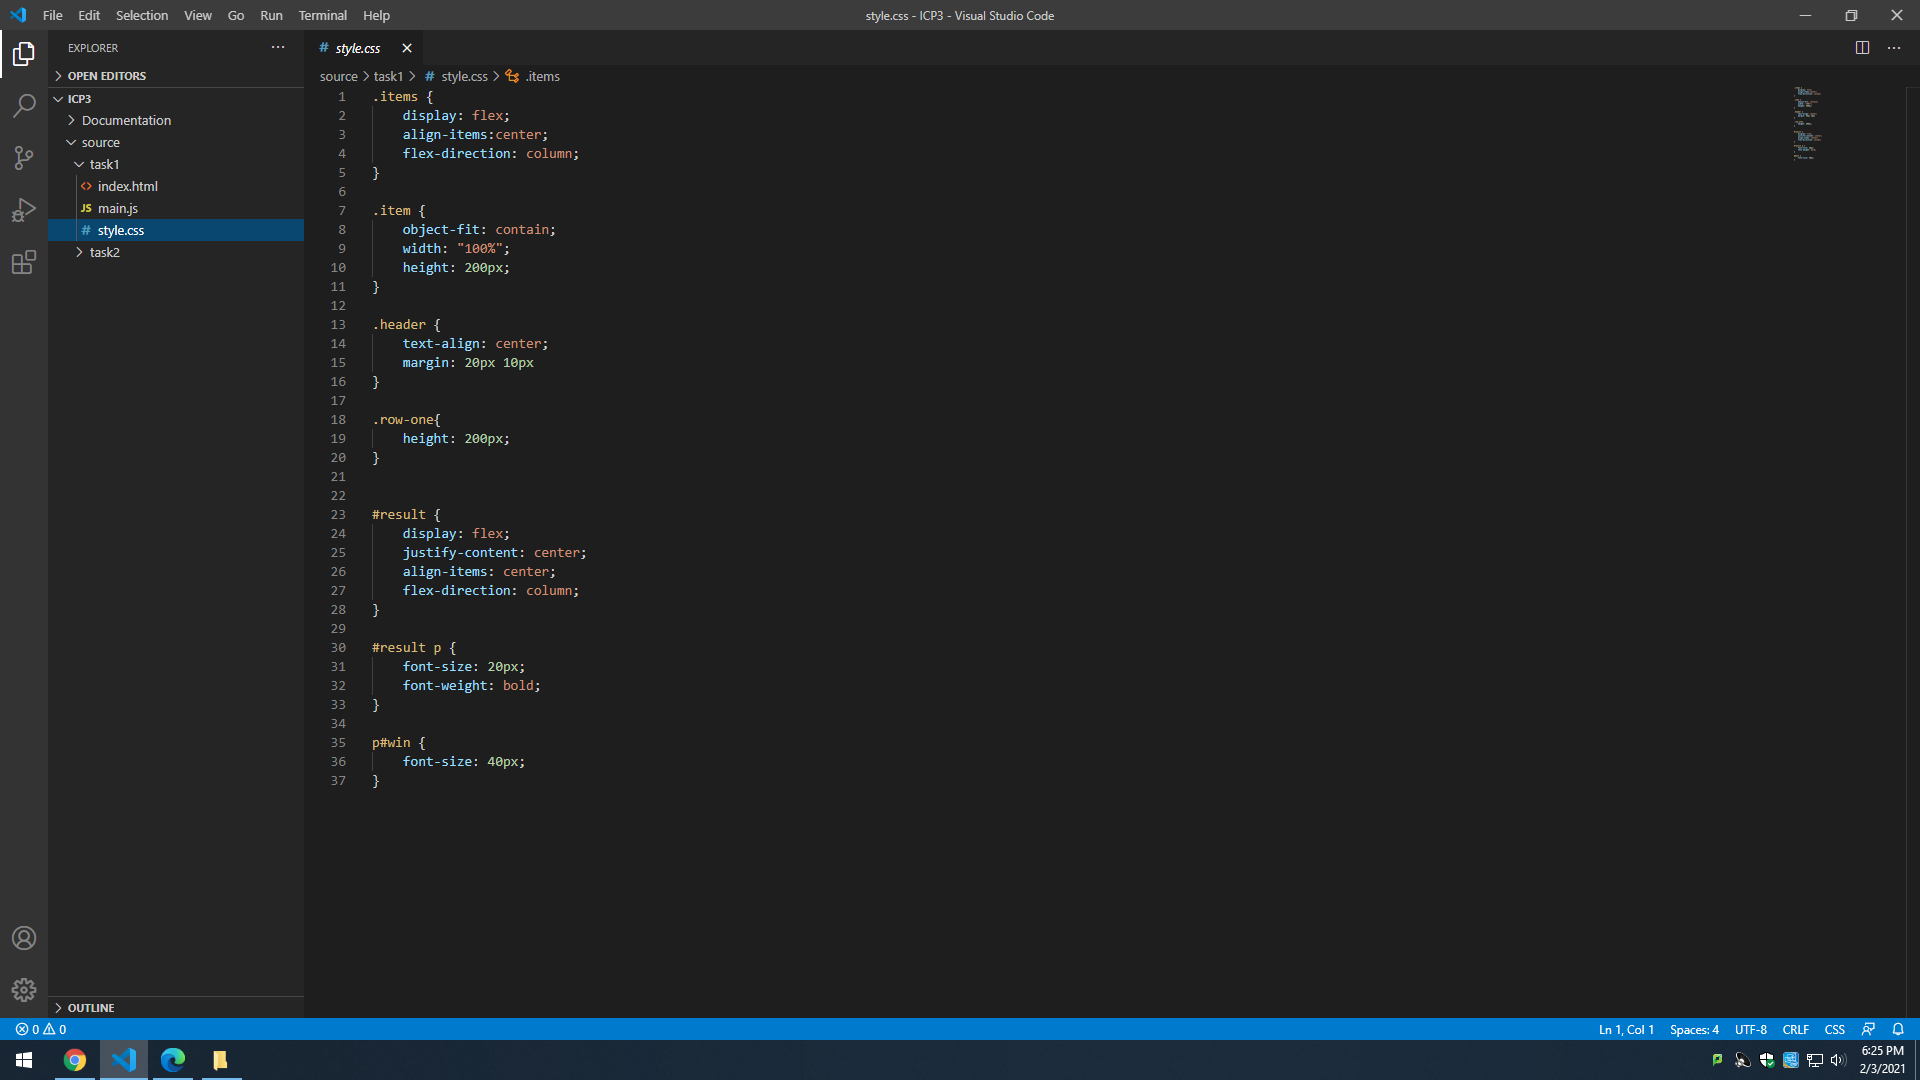 File Edit Selection View Go Run Terminal Help
style.css - ICP3 - Visual Studio Code
EXPLORER
OPEN EDITORS
ICP3
Documentation
source
task1
index.html
JS main.js
# style.css
task2
OUTLINE
# style.css
source > task1 > # style.css > .items
1 .items {
2 display: flex;
3 align-items:center;
4 flex-direction: column;
5 }
6
7 .item {
8 object-fit: contain;
9 width: "100%";
10 height: 200px;
11 }
12
13 .header {
14 text-align: center;
15 margin: 20px 10px
16 }
17
18 .row-one{
19 height: 200px;
20 }
21
22
23 #result {
24 display: flex;
25 justify-content: center;
26 align-items: center;
27 flex-direction: column;
28 }
29
30 #result p {
31 font-size: 20px;
32 font-weight: bold;
33 }
34
35 p#win {
36 font-size: 40px;
37 }
0 0
Ln 1, Col 1 Spaces: 4 UTF-8 CRLF CSS
6:25 PM
2/3/2021